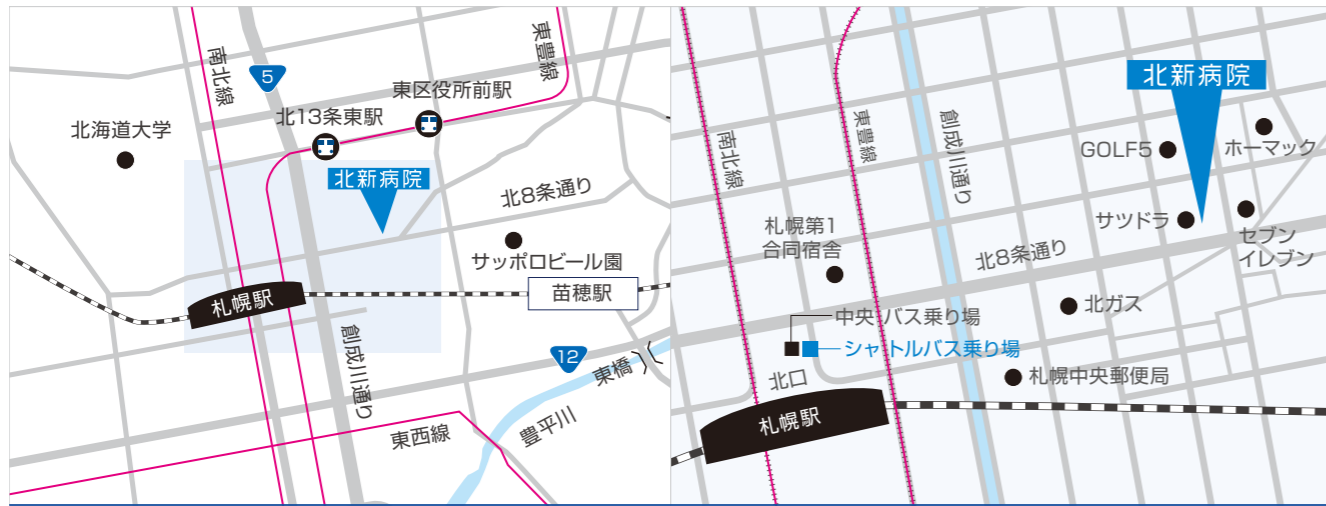 南北線
5
東豊線
東区役所前駅
北13条東駅
北海道大学
北新病院
北8条通り
サッポロビール園
札幌駅
苗穂駅
創成川通り
12
東橋
豊平川
東西線
北新病院
南北線
東豊線
創成川通り
GOLF5
ホーマック
サツドラ
セブン
イレブン
札幌第1
合同宿舎
北8条通り
北ガス
中央 バス乗り場
シャトルバス乗り場
北口
札幌中央郵便局
札幌駅